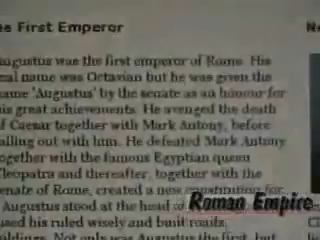 First Emperor
was the first emperor of Rome. His
name was Octavian but he was given the
'Augustus' by the senate as an honour for
his great achievements. He avenged the death
of Caesar together with Mark Antony, before
falling out with him. He defeated Mark Antony
together with the famous Egyptian queen
Cleopatra and thereafter, together with the
senate of Rome, created a new constitution for
Augustus stood at the head of
Roman Empire
his ruled wisely and built roads,
Not only was Augustus the first, but